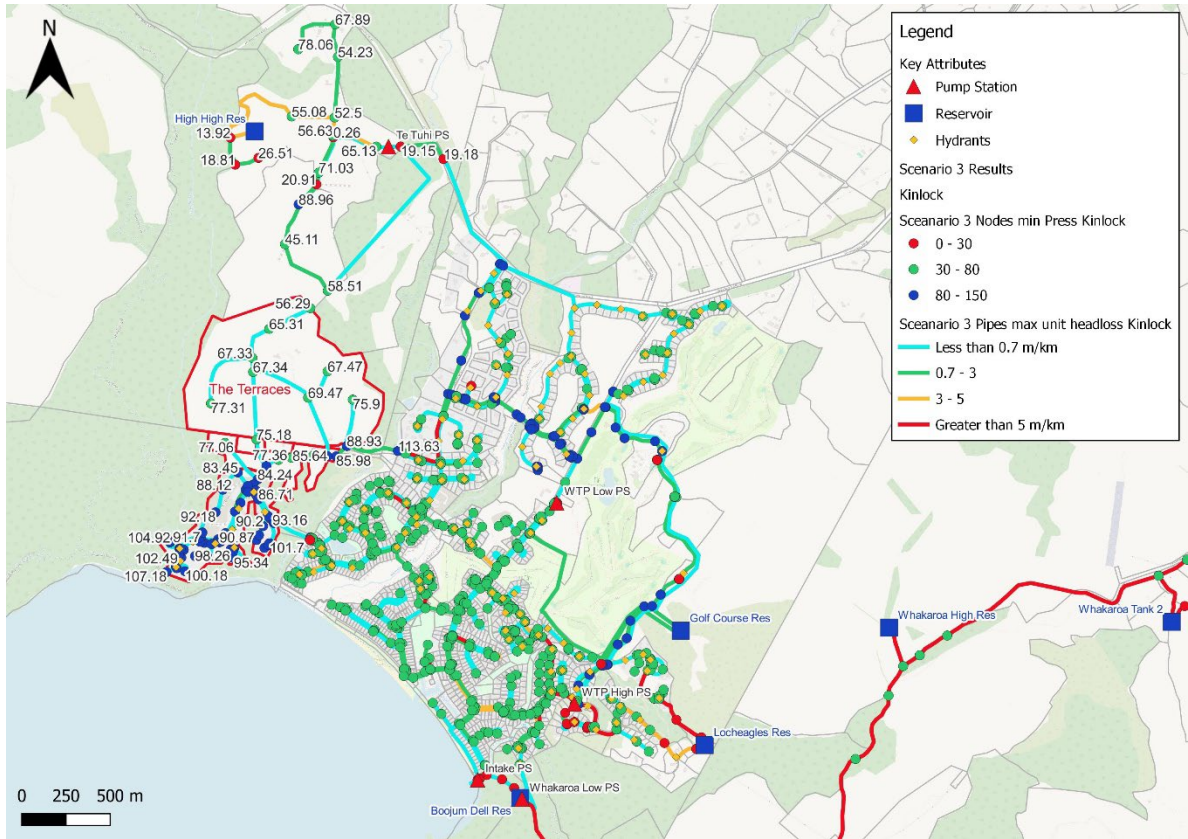 N
67.89
78.06
54.23
High High Res
55.08
52.5
13.92
56.63
0.26
Te Tuhi PS
65.13
19.15
19.18
18.81
26.51
71.03
20.91
88.96
45.11
58.51
56.29
65.31
67.33
67.34
67.47
The Terraces
69.47
77.31
75.9
75.18
88.93
113.63
77.06
77.36
85.64
85.98
83.45
84.24
88.12
86.71
92.18
90.2
93.16
104.92
91.7
90.87
101.7
102.49
98.26
95.34
107.18
100.18
WTP Low PS
Golf Course Res
WTP High PS
Locheagles Res
Intake PS
Whakaroa Low PS
Boojum Dell Res
Whakaroa High Res
Whakaroa Tank 2
0 250 500 m
Legend
Key Attributes
Pump Station
Reservoir
Hydrants
Scenario 3 Results
Kinlock
Sceanario 3 Nodes min Press Kinlock
0 - 30
30 - 80
80 - 150
Sceanario 3 Pipes max unit headloss Kinlock
Less than 0.7 m/km
0.7 - 3
3 - 5
Greater than 5 m/km